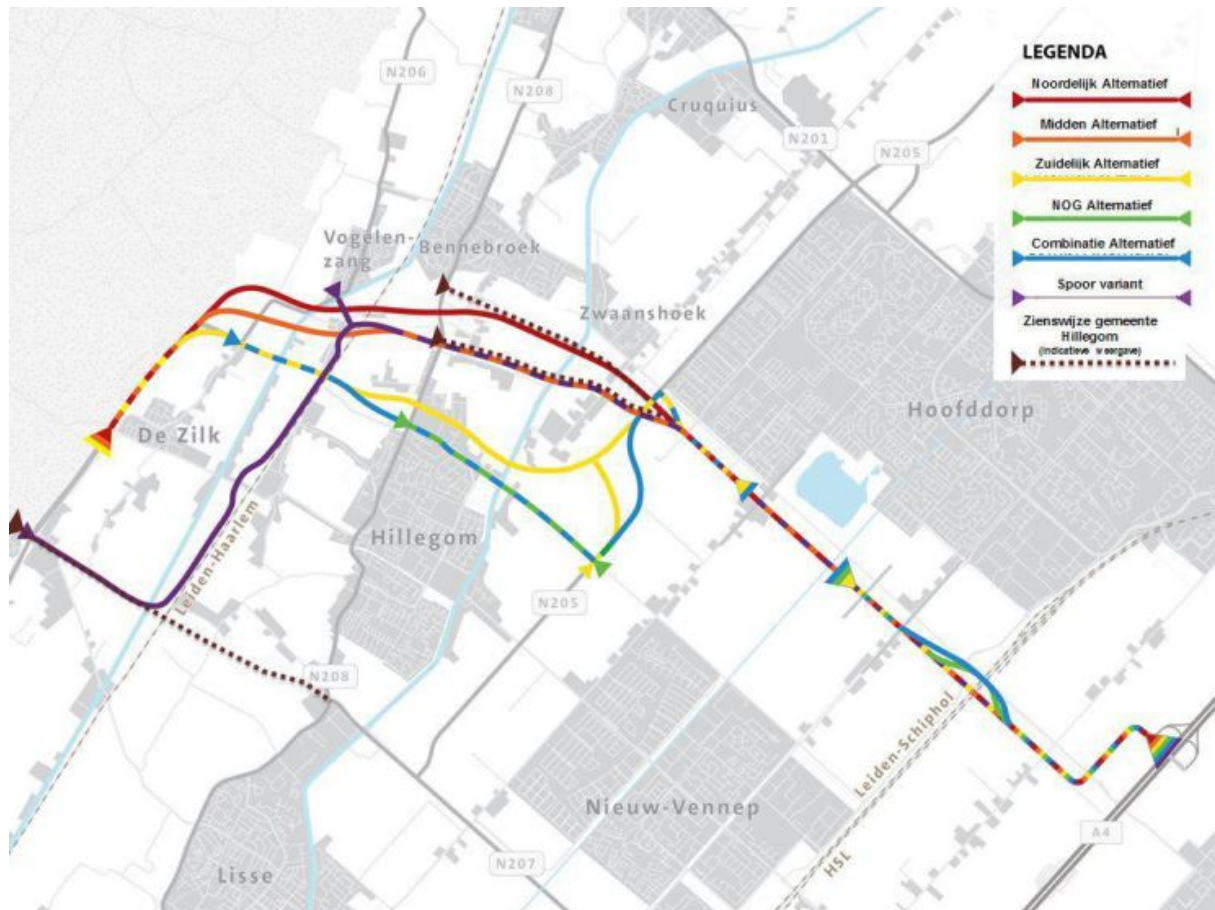 LEGENDA
Noordelijk Alternatief
Midden Alternatief
Zuidelijk Alternatief
NOG Alternatief
Combinatie Alternatief
Spoor variant
Zienswijze gemeente
Hillegom
(indicatieve weergave)
N206
N208
Cruquius
N201
N205
Vogelen-
zang
Bennebroek
Zwaanshoek
Hoofddorp
De Zilk
Hillegom
Leiden-Haarlem
N205
N208
Leiden-Schiphol
Nieuw-Vennep
A4
HSL
N207
Lisse